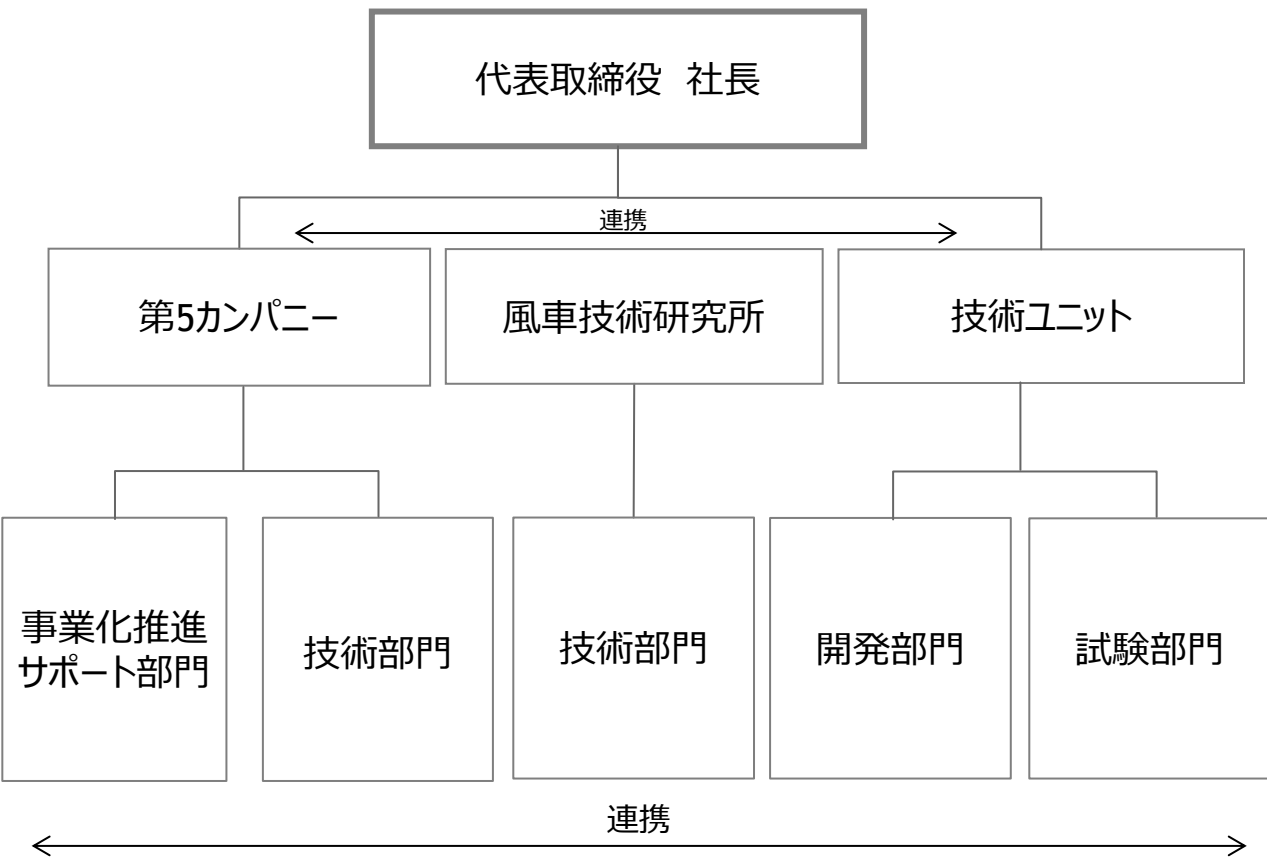 代表取締役 社長
連携
第5カンパニー
風車技術研究所
技術ユニット
事業化推進
サポート部門
技術部門
技術部門
開発部門
試験部門
連携